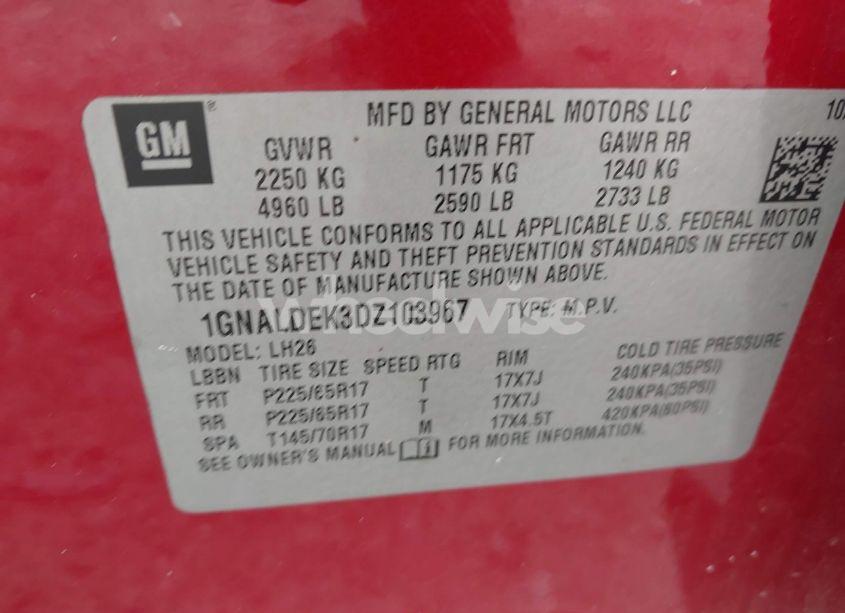 GM ® MFD BY GENERAL MOTORS LLC 10
GVWR GAWR FRT GAWR RR
2250 KG 1175 KG 1240 KG
4960 LB 2590 LB 2733 LB
THIS VEHICLE CONFORMS TO ALL APPLICABLE U.S. FEDERAL MOTOR
VEHICLE SAFETY AND THEFT PREVENTION STANDARDS IN EFFECT ON
THE DATE OF MANUFACTURE SHOWN ABOVE.
1GNALDEK3DZ103967 TYPE: M.P.V.
wheelwise
MODEL: LH26
LBBN TIRE SIZE SPEED RTG RIM COLD TIRE PRESSURE
FRT P225/65R17 T 17X7J 240KPA(35PSI)
RR P225/65R17 T 17X7J 240KPA(35PSI)
SPA T145/70R17 M 17X4.5T 420KPA(60PSI)
SEE OWNER'S MANUAL FOR MORE INFORMATION.